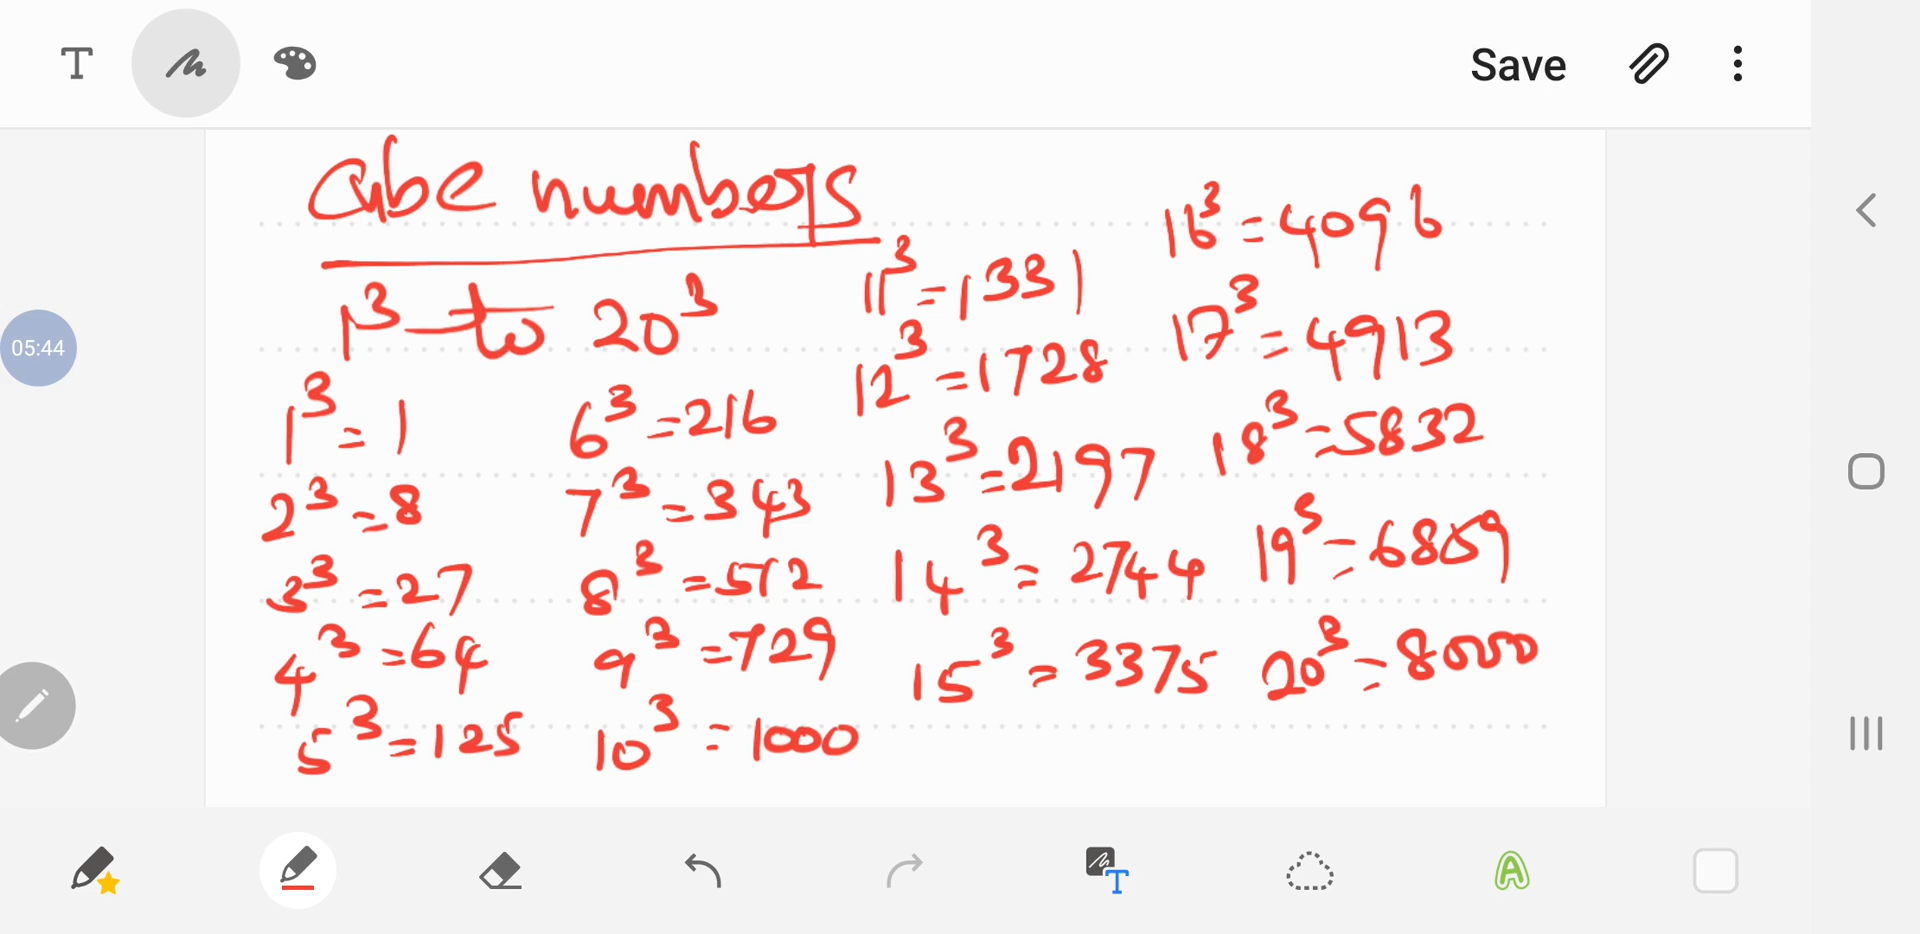 Save
05:44
Cube numbers
1³ to 20³
1³ = 1
2³ = 8
3³ = 27
4³ = 64
5³ = 125
6³ = 216
7³ = 343
8³ = 512
9³ = 729
10³ = 1000
11³ = 1331
12³ = 1728
13³ = 2197
14³ = 2744
15³ = 3375
16³ = 4096
17³ = 4913
18³ = 5832
19³ = 6859
20³ = 8000